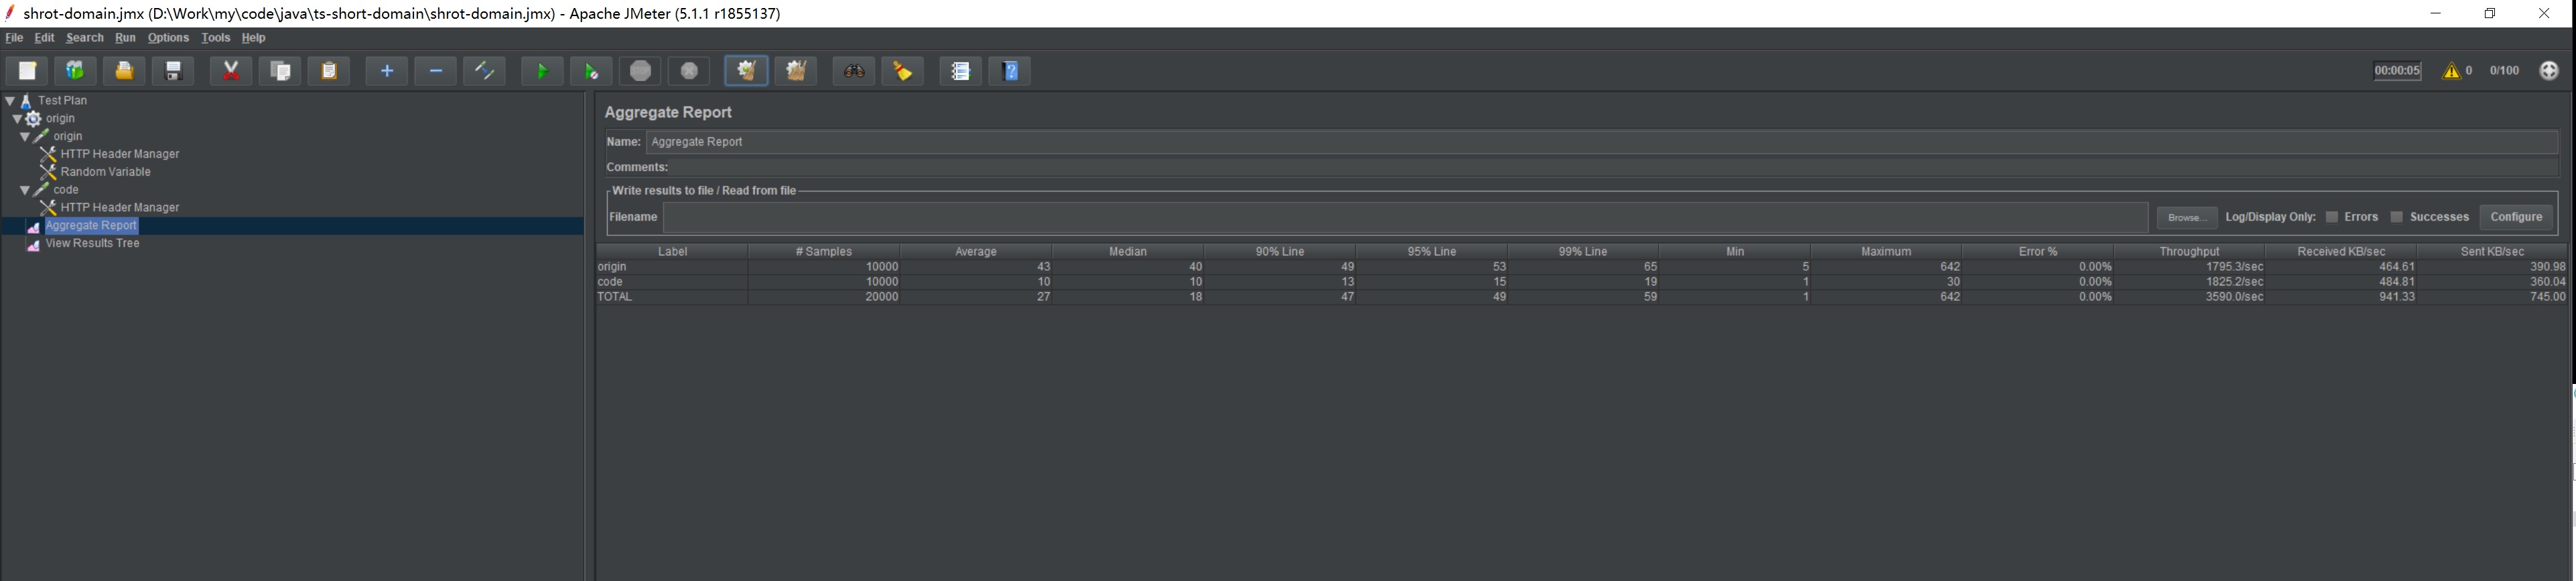 shrot-domain.jmx (D:\Work\my\code\java\ts-short-domain\shrot-domain.jmx) - Apache JMeter (5.1.1 r1855137)
File Edit Search Run Options Tools Help
00:00:05 0 0/100
Test Plan
origin
origin
HTTP Header Manager
Random Variable
code
HTTP Header Manager
Aggregate Report
View Results Tree
Aggregate Report
Name: Aggregate Report
Comments:
Write results to file / Read from file
Filename Browse... Log/Display Only: Errors Successes Configure
Label # Samples Average Median 90% Line 95% Line 99% Line Min Maximum Error % Throughput Received KB/sec Sent KB/sec
origin 10000 43 40 49 53 65 5 642 0.00% 1795.3/sec 464.61 390.98
code 10000 10 10 13 15 19 1 30 0.00% 1825.2/sec 484.81 360.04
TOTAL 20000 27 18 47 49 59 1 642 0.00% 3590.0/sec 941.33 745.00